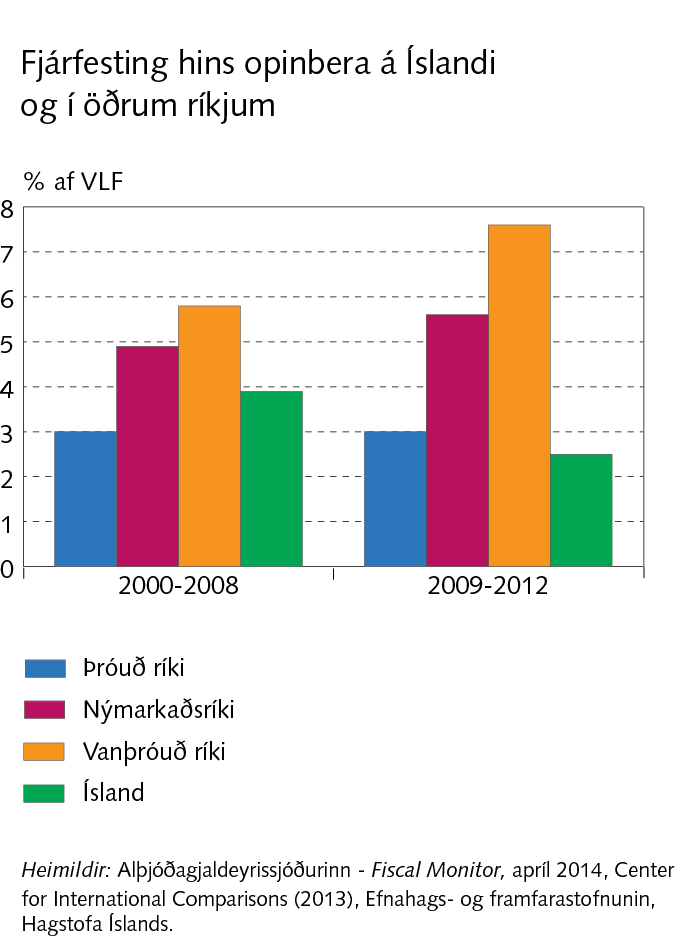 Fjárfesting hins opinbera á Íslandi
og í öðrum ríkjum
% af VLF
8
7
6
5
4
3
2
1
0
2000-2008
2009-2012
Þróuð ríki
Nýmarkaðsríki
Vanþróuð ríki
Ísland
Heimildir: Alþjóðagjaldeyrissjóðurinn - Fiscal Monitor, apríl 2014, Center
for International Comparisons (2013), Efnahags- og framfarastofnunin,
Hagstofa Íslands.